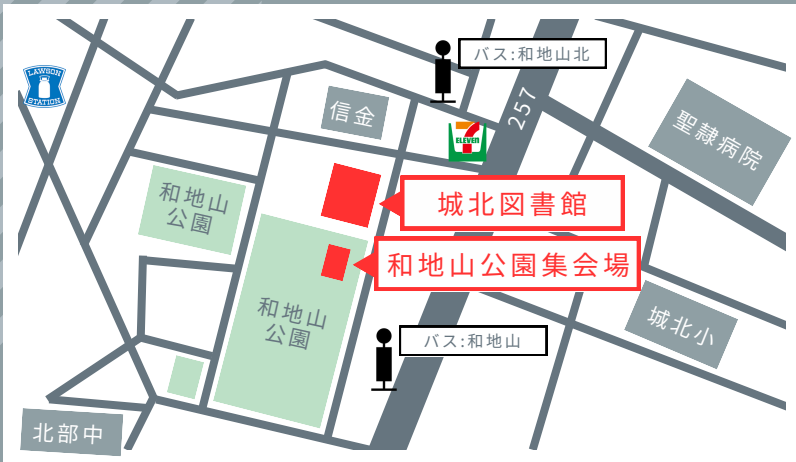 バス:和地山北
LAWSON
STATION
信金
257
7
ELEVEN
聖隷病院
和地山
公園
城北図書館
和地山公園集会場
和地山
公園
城北小
バス:和地山
北部中